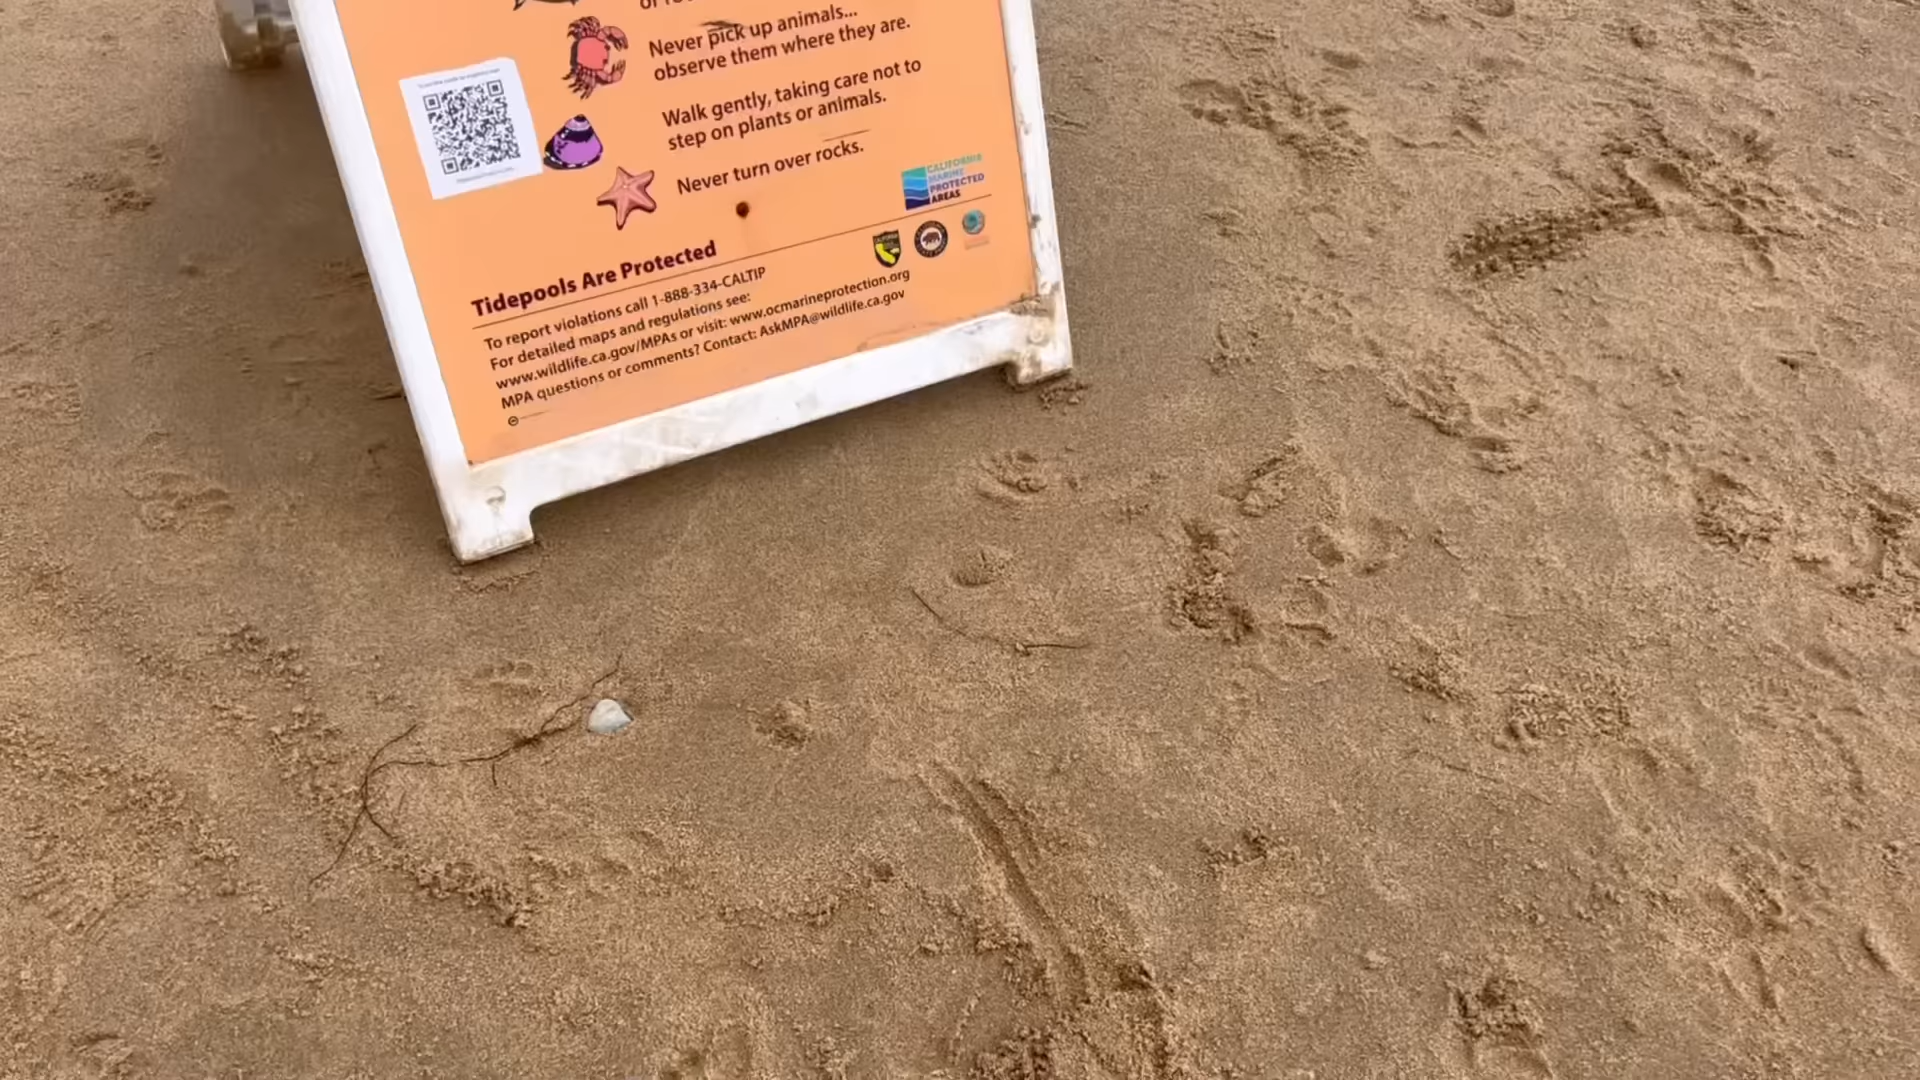 Never pick up animals...
observe them where they are.
Walk gently, taking care not to
step on plants or animals.
Never turn over rocks.
CALIFORNIA
MARINE
PROTECTED
AREAS
Tidepools Are Protected
To report violations call 1-888-334-CALTIP
For detailed maps and regulations see:
www.wildlife.ca.gov/MPAs or visit: www.ocmarineprotection.org
MPA questions or comments? Contact: AskMPA@wildlife.ca.gov